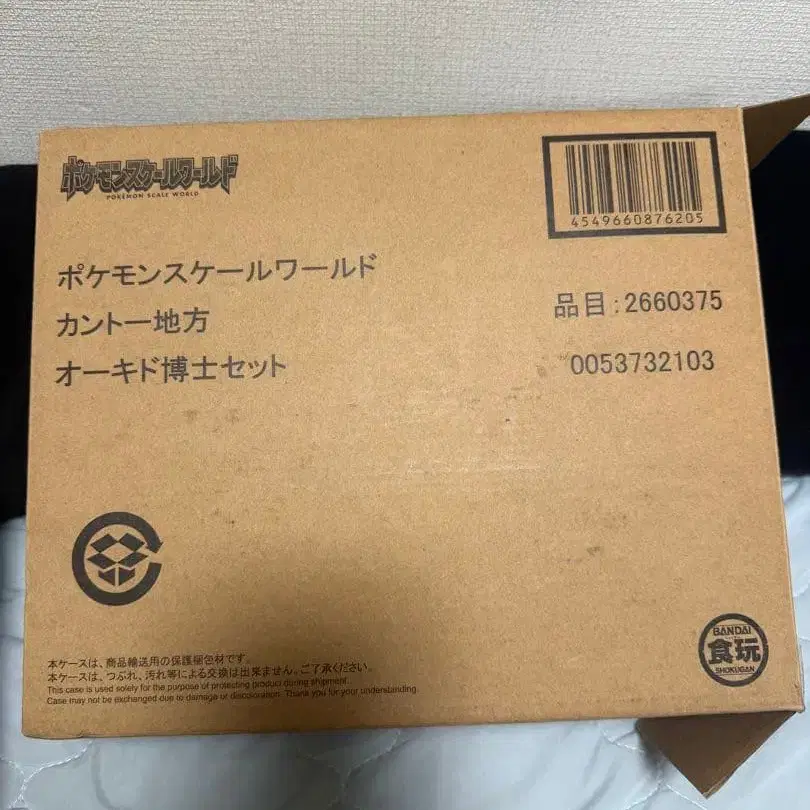 ポケモンスケールワールド
POKEMON SCALE WORLD
4549660876205
ポケモンスケールワールド
カントー地方
オーキド博士セット
品目:2660375
0053732103
本ケースは、商品輸送用の保護梱包材です。
本ケースは、つぶれ、汚れ等による交換は出来ません。ご了承ください。
This case is used solely for the purpose of protecting product during shipment.
Case may not be exchanged due to damage or discoloration. Thank you for your understanding.
BANDAI
食玩
SHOKUGAN